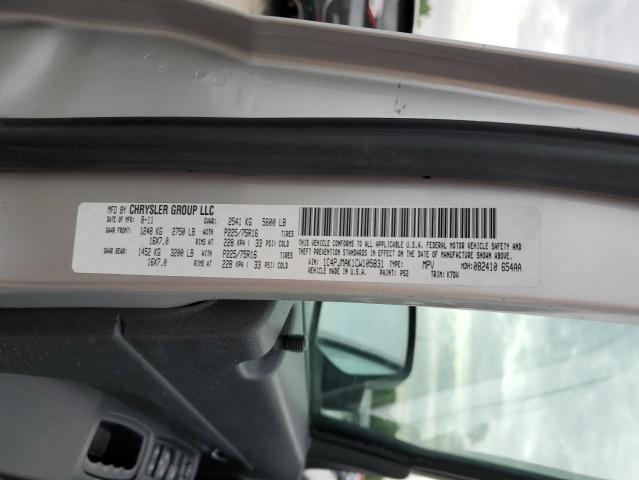 MFD BY CHRYSLER GROUP LLC
DATE OF MFR: 8-11 GVWR: 2541 KG 5600 LB
GAWR FRONT: 1248 KG 2750 LB WITH P225/75R16 TIRES
16X7.0 RIMS AT 228 KPA ( 33 PSI) COLD
GAWR REAR: 1452 KG 3200 LB WITH P225/75R16 TIRES
16X7.0 RIMS AT 228 KPA ( 33 PSI) COLD
THIS VEHICLE CONFORMS TO ALL APPLICABLE U.S.A. FEDERAL MOTOR VEHICLE SAFETY, BUMPER AND
THEFT PREVENTION STANDARDS IN EFFECT ON THE DATE OF MANUFACTURE SHOWN ABOVE.
VIN: 1C4PJMAK1CW105831 TYPE: MPV MDH: 082410 654AA
VEHICLE MADE IN U.S.A. PAINT: PS2 TRIM: K7DV